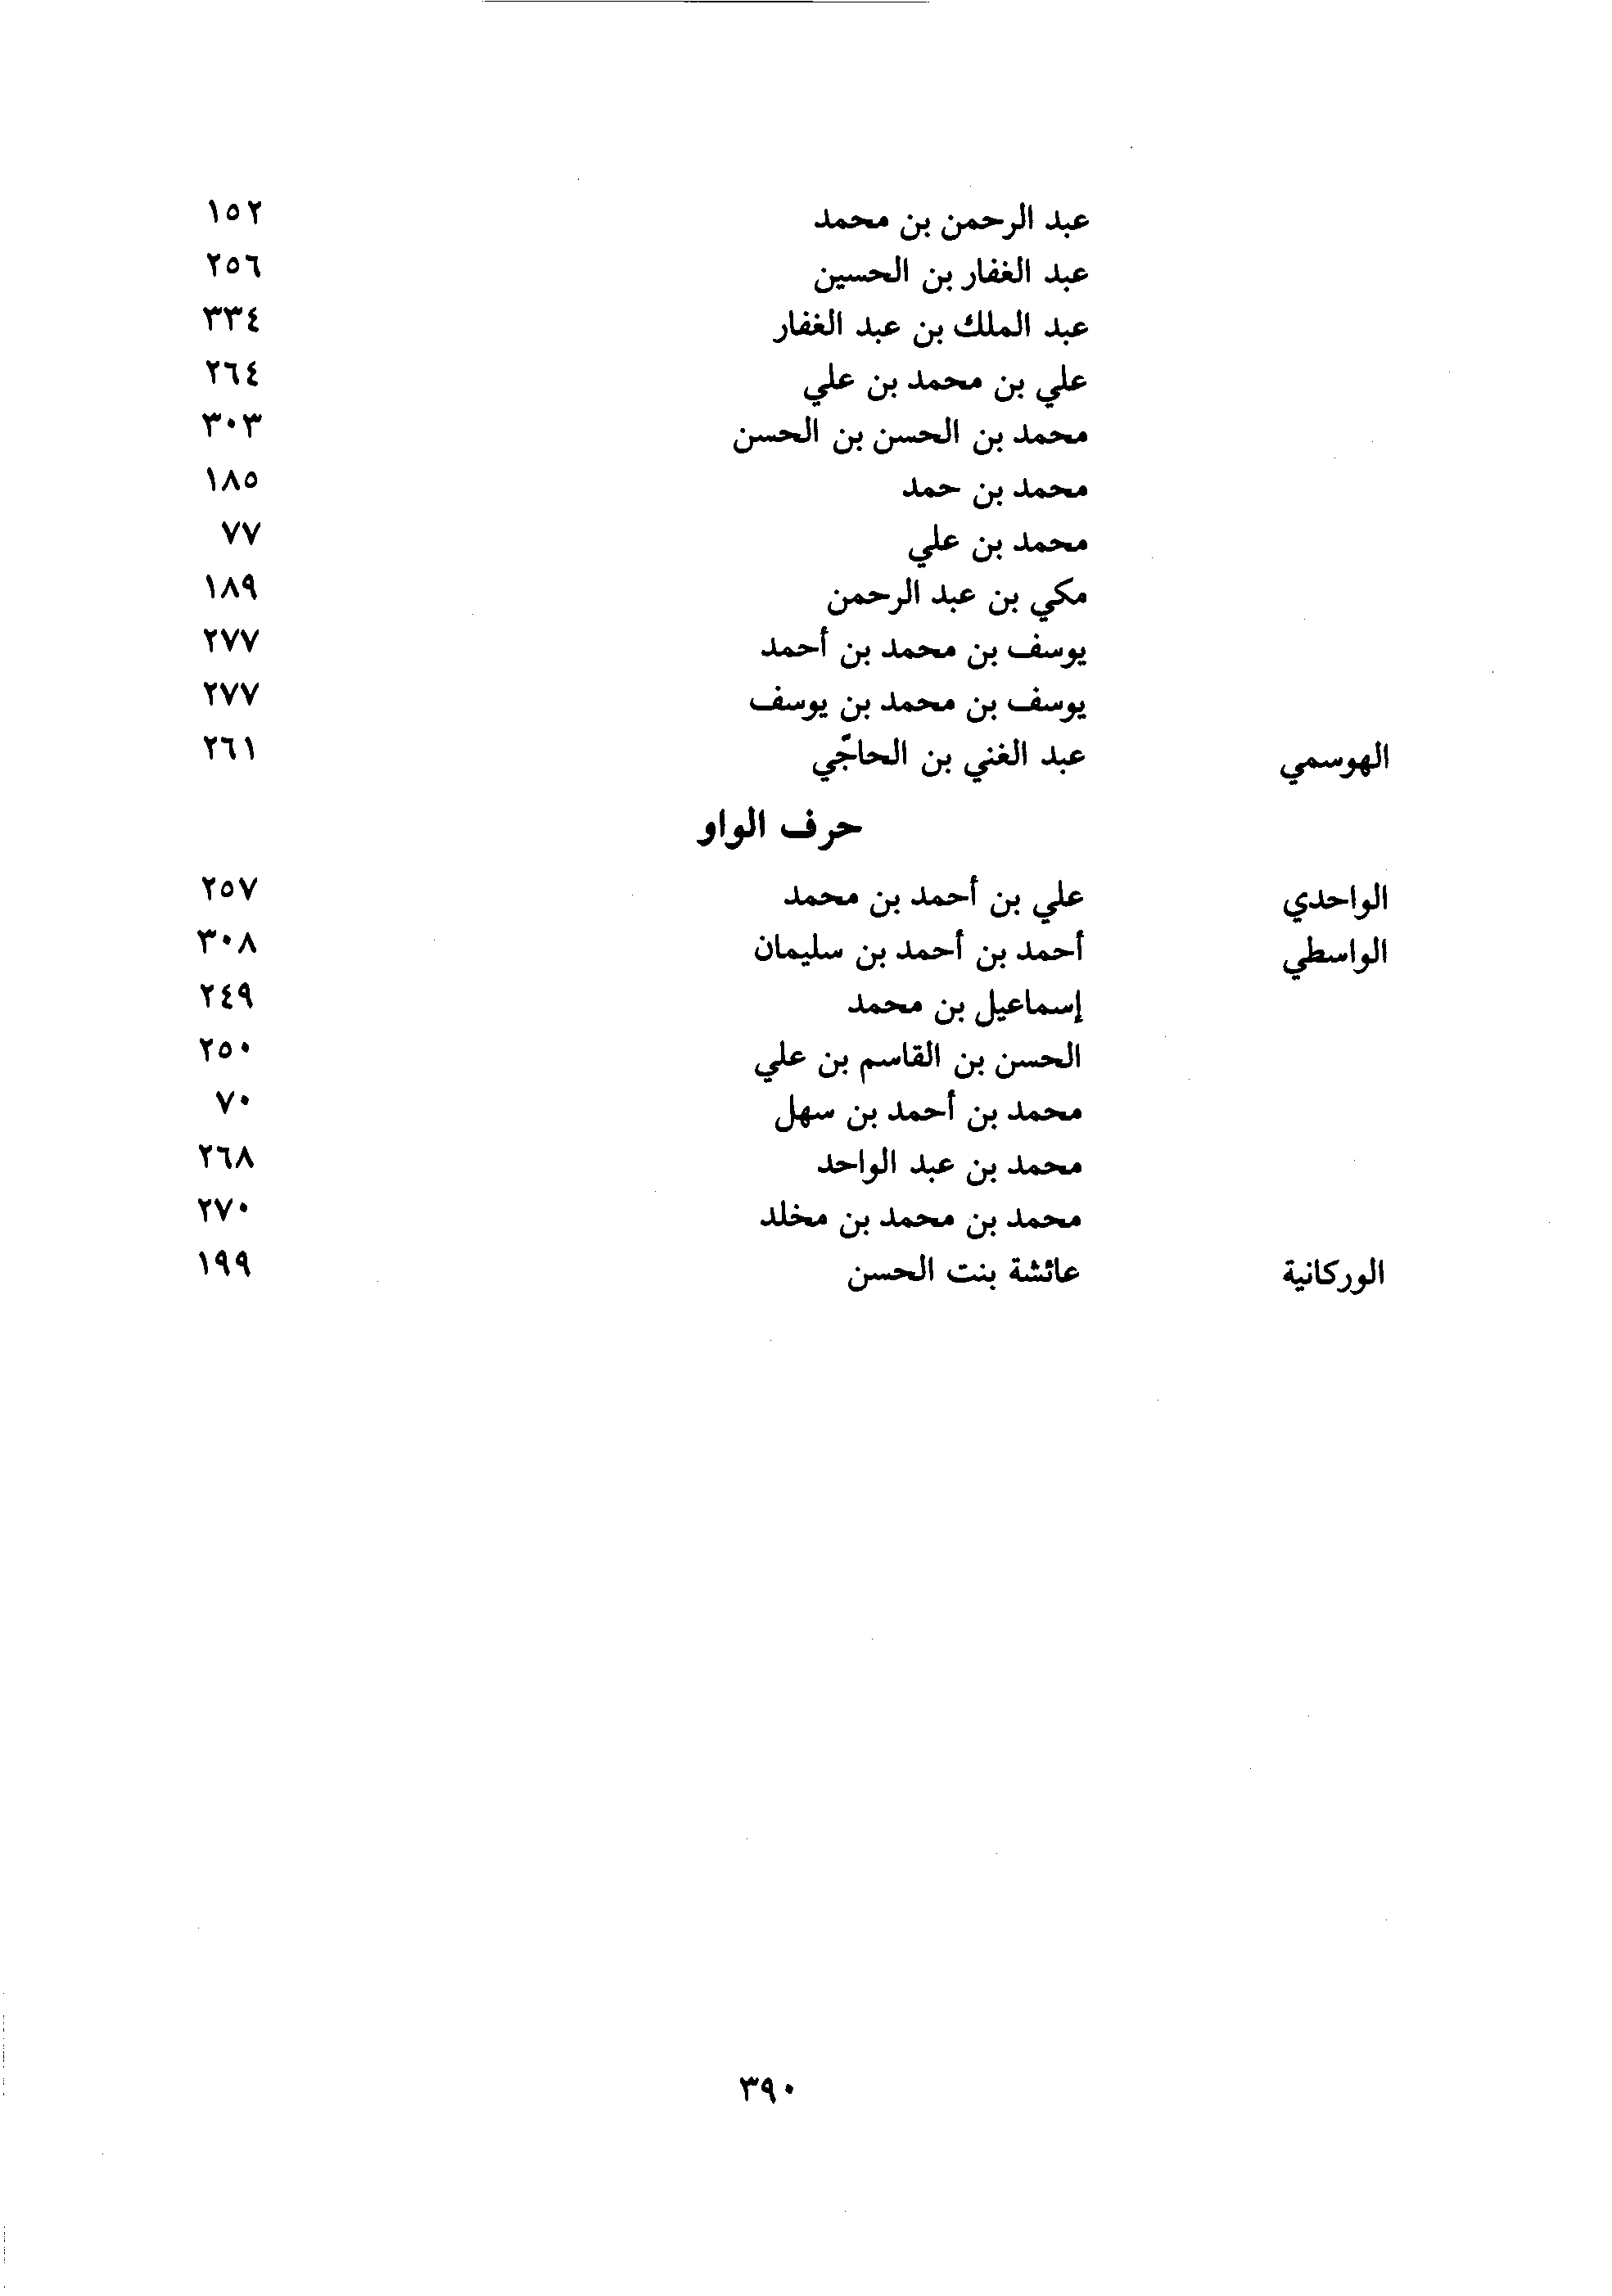 عبد الرحمن بن محمد ١٥٢
عبد الغفار بن الحسين ٢٥٦
عبد الملك بن عبد الغفار ٣٣٤
علي بن محمد بن علي ٢٦٤
محمد بن الحسن بن الحسن ٣٠٣
محمد بن حمد ١٨٥
محمد بن علي ٧٧
مكي بن عبد الرحمن ١٨٩
يوسف بن محمد بن أحمد ٢٧٧
يوسف بن محمد بن يوسف ٢٧٧
الهوسمي عبد الغني بن الحاجّي ٢٦١
حرف الواو
الواحدي علي بن أحمد بن محمد ٢٥٧
الواسطي أحمد بن أحمد بن سليمان ٣٠٨
إسماعيل بن محمد ٢٤٩
الحسن بن القاسم بن علي ٢٥٠
محمد بن أحمد بن سهل ٧٠
محمد بن عبد الواحد ٢٦٨
محمد بن محمد بن مخلد ٢٧٠
الوركانية عائشة بنت الحسن ١٩٩
٣٩٠